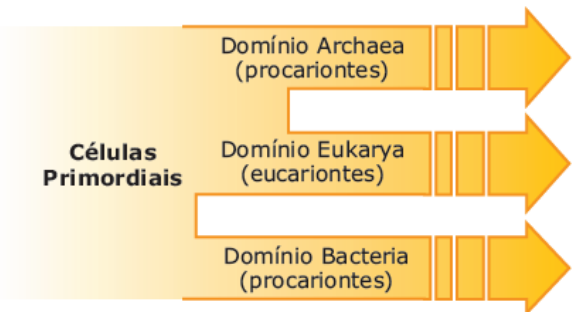 Domínio Archaea
(procariontes)
Células
Primordiais
Domínio Eukarya
(eucariontes)
Domínio Bacteria
(procariontes)